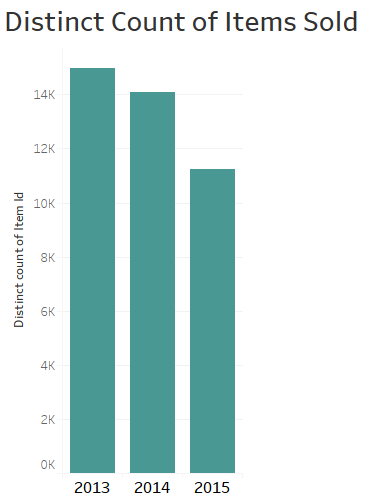 Distinct Count of Items Sold
Distinct count of Item Id
14K
12K
10K
8K
6K
4K
2K
0K
2013 2014 2015